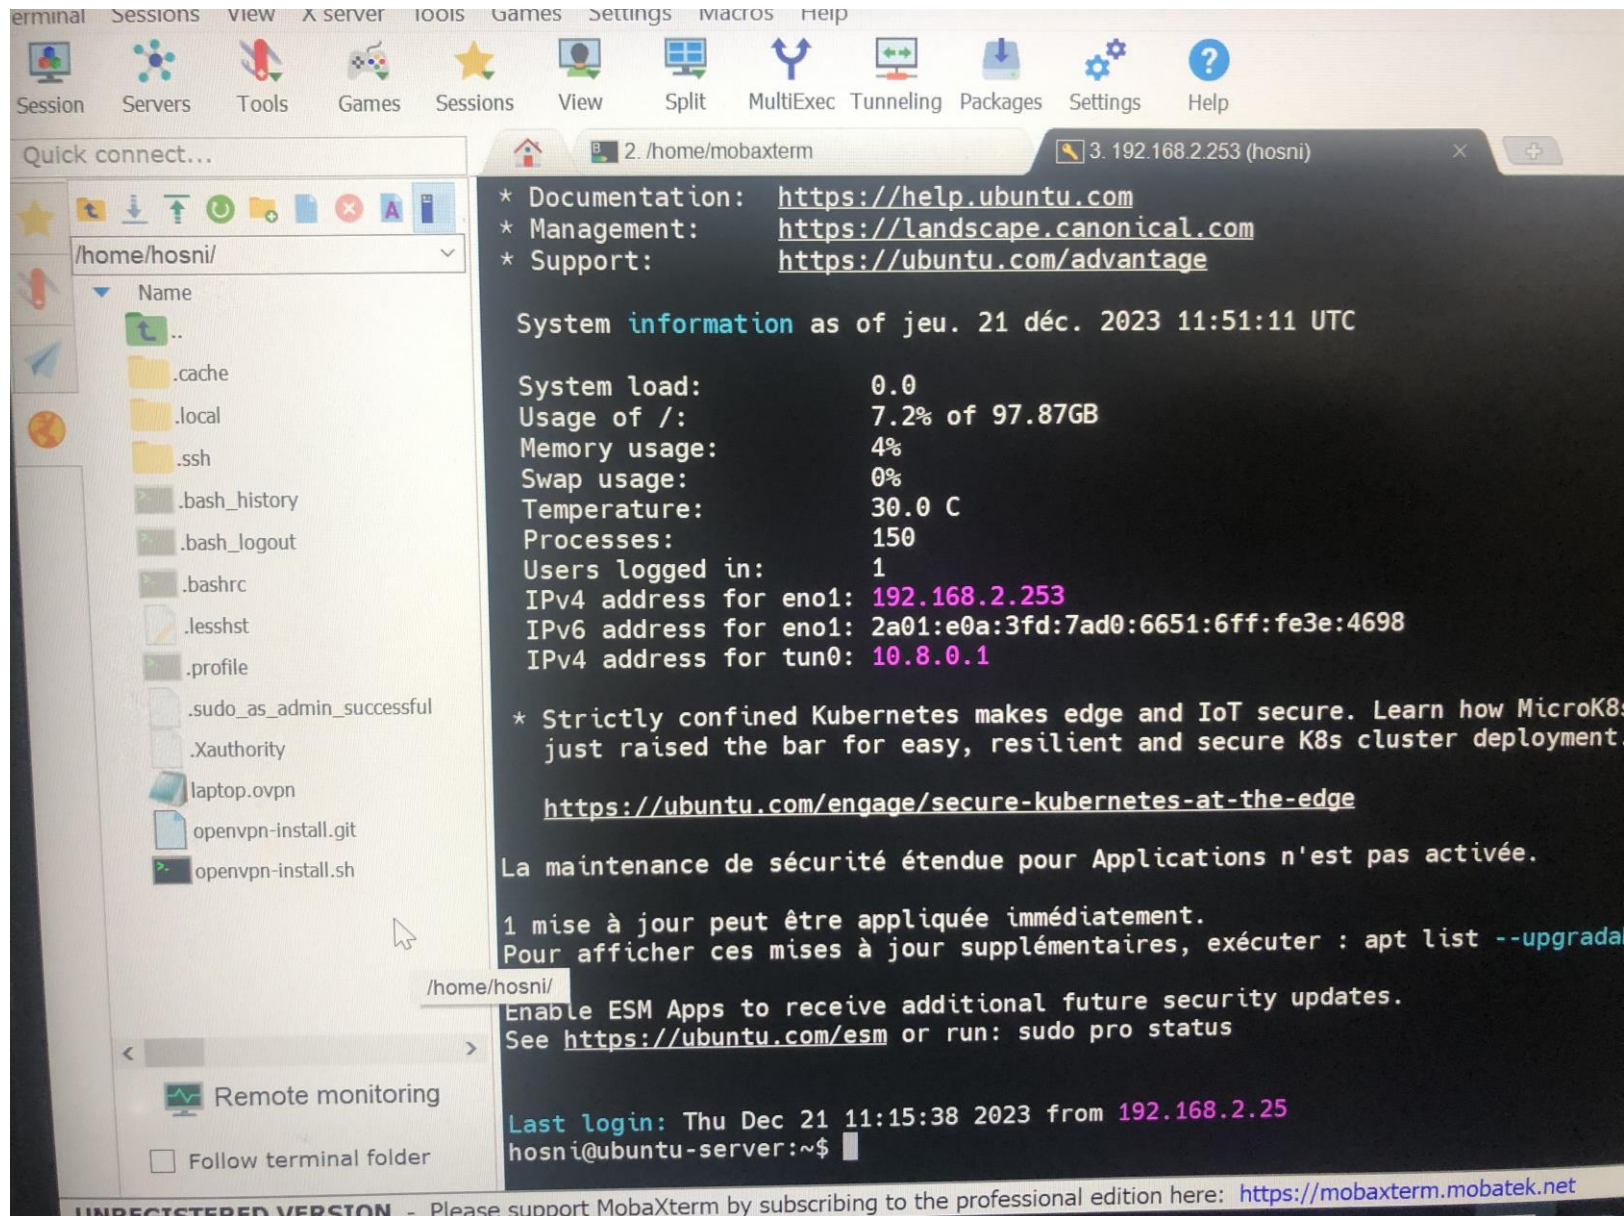 erminal Sessions View X server Tools Games Settings Macros Help
Session Servers Tools Games Sessions View Split MultiExec Tunneling Packages Settings Help
Quick connect...
2. /home/mobaxterm
3. 192.168.2.253 (hosni)
/home/hosni/
Name
..
.cache
.local
.ssh
.bash_history
.bash_logout
.bashrc
.lesshst
.profile
.sudo_as_admin_successful
.Xauthority
laptop.ovpn
openvpn-install.git
openvpn-install.sh
/home/hosni/
Remote monitoring
Follow terminal folder
* Documentation: https://help.ubuntu.com
* Management: https://landscape.canonical.com
* Support: https://ubuntu.com/advantage
System information as of jeu. 21 déc. 2023 11:51:11 UTC
System load: 0.0
Usage of /: 7.2% of 97.87GB
Memory usage: 4%
Swap usage: 0%
Temperature: 30.0 C
Processes: 150
Users logged in: 1
IPv4 address for eno1: 192.168.2.253
IPv6 address for eno1: 2a01:e0a:3fd:7ad0:6651:6ff:fe3e:4698
IPv4 address for tun0: 10.8.0.1
* Strictly confined Kubernetes makes edge and IoT secure. Learn how MicroK8s
just raised the bar for easy, resilient and secure K8s cluster deployment.
https://ubuntu.com/engage/secure-kubernetes-at-the-edge
La maintenance de sécurité étendue pour Applications n'est pas activée.
1 mise à jour peut être appliquée immédiatement.
Pour afficher ces mises à jour supplémentaires, exécuter : apt list --upgrada
Enable ESM Apps to receive additional future security updates.
See https://ubuntu.com/esm or run: sudo pro status
Last login: Thu Dec 21 11:15:38 2023 from 192.168.2.25
hosni@ubuntu-server:~$
UNREGISTERED VERSION - Please support MobaXterm by subscribing to the professional edition here: https://mobaxterm.mobatek.net